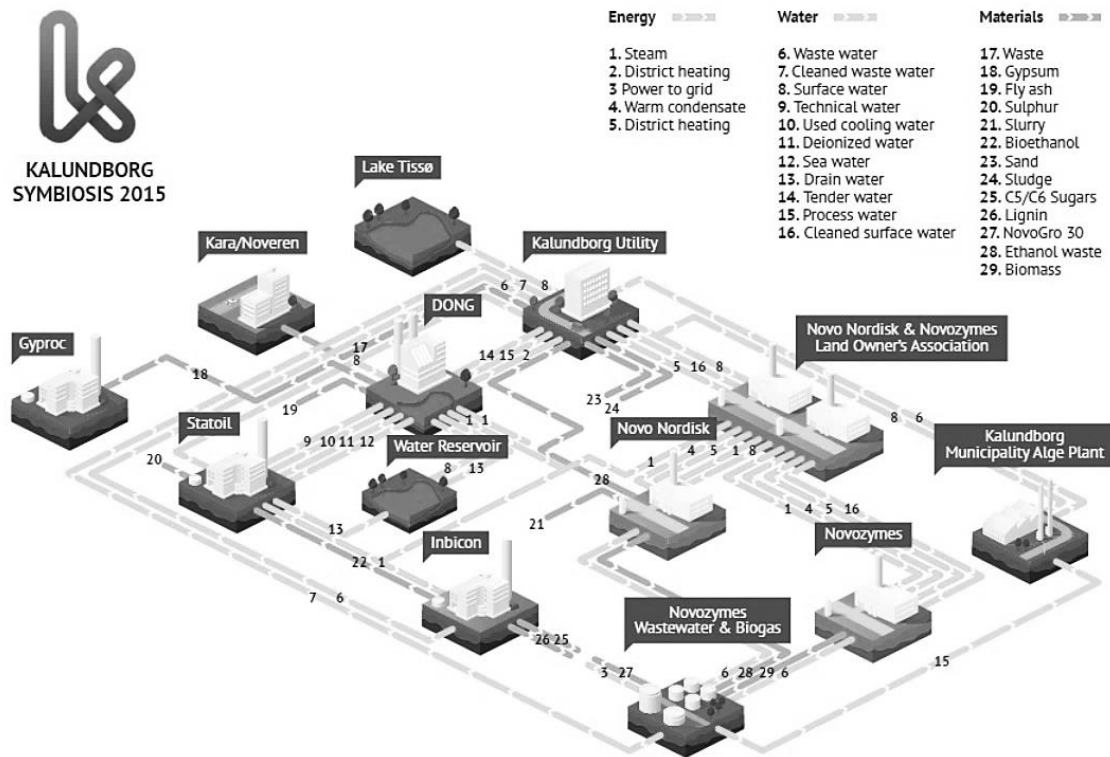 KALUNDBORG
SYMBIOSIS 2015
Energy
1. Steam
2. District heating
3 Power to grid
4. Warm condensate
5. District heating
Water
6. Waste water
7. Cleaned waste water
8. Surface water
9. Technical water
10. Used cooling water
11. Deionized water
12. Sea water
13. Drain water
14. Tender water
15. Process water
16. Cleaned surface water
Materials
17. Waste
18. Gypsum
19. Fly ash
20. Sulphur
21. Slurry
22. Bioethanol
23. Sand
24. Sludge
25. C5/C6 Sugars
26. Lignin
27. NovoGro 30
28. Ethanol waste
29. Biomass
Lake Tissø
Kara/Noveren
Kalundborg Utility
6 7 8
DONG
Gyproc
Novo Nordisk & Novozymes
Land Owner's Association
17
8
14 15 2
18
5 16 8
19
23
24
8 6
Statoil
1 1
Novo Nordisk
Kalundborg
Municipality Alge Plant
9 10 11 12
Water Reservoir
20
8 13
1 4 5 1 8
28
21
1 4 5 16
13
Inbicon
Novozymes
22 1
7 6
Novozymes
Wastewater & Biogas
26 25
3 27
6 28 29 6
15